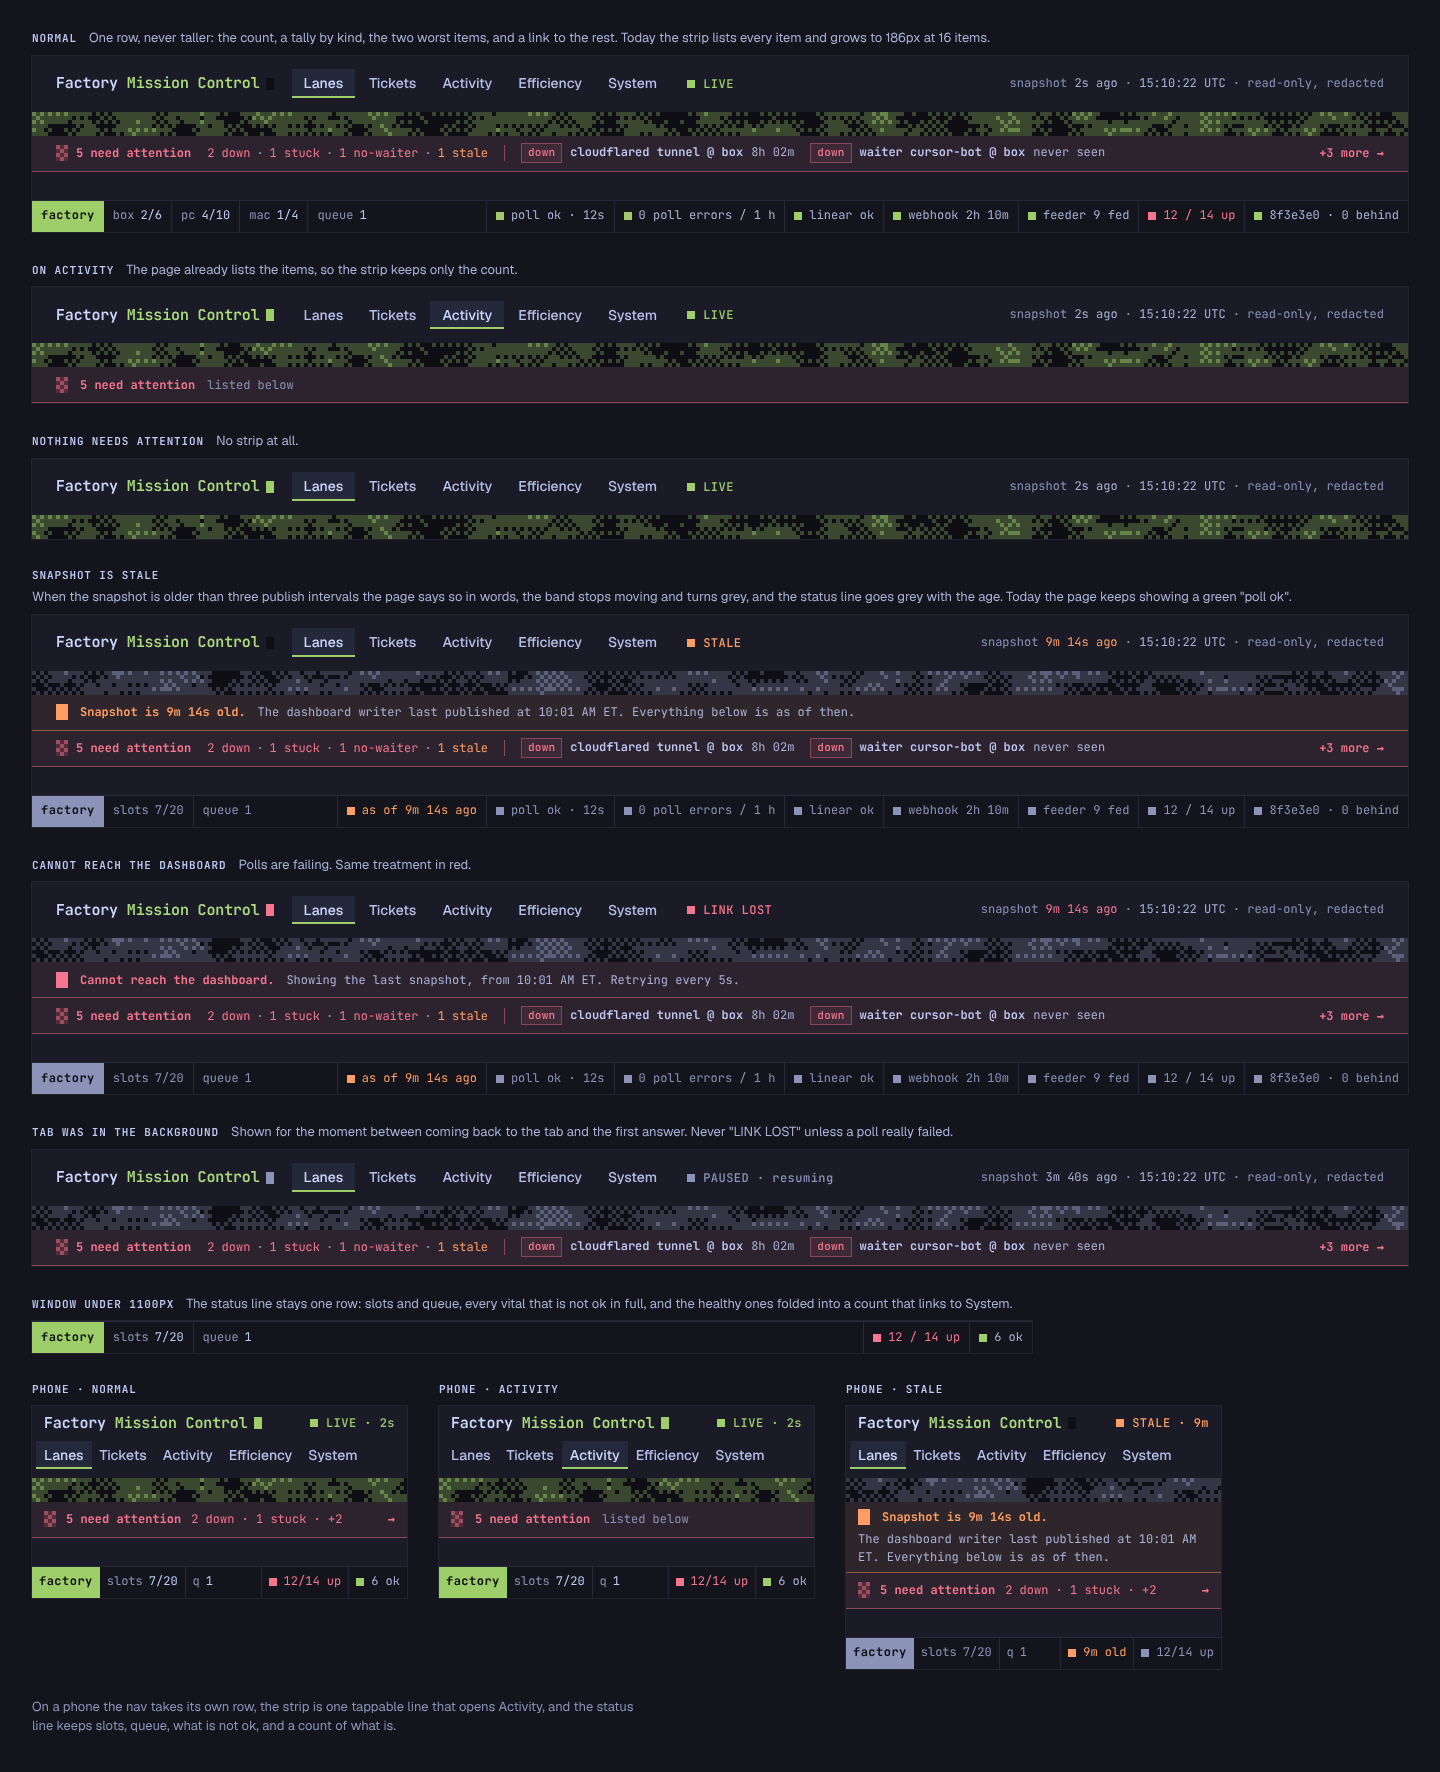 NORMAL One row, never taller: the count, a tally by kind, the two worst items, and a link to the rest. Today the strip lists every item and grows to 186px at 16 items.
Factory Mission Control Lanes Tickets Activity Efficiency System LIVE snapshot 2s ago · 15:10:22 UTC · read-only, redacted
5 need attention 2 down · 1 stuck · 1 no-waiter · 1 stale down cloudflared tunnel @ box 8h 02m down waiter cursor-bot @ box never seen +3 more →
factory box 2/6 pc 4/10 mac 1/4 queue 1 poll ok · 12s 0 poll errors / 1 h linear ok webhook 2h 10m feeder 9 fed 12 / 14 up 8f3e3e0 · 0 behind
ON ACTIVITY The page already lists the items, so the strip keeps only the count.
Factory Mission Control Lanes Tickets Activity Efficiency System LIVE snapshot 2s ago · 15:10:22 UTC · read-only, redacted
5 need attention listed below
NOTHING NEEDS ATTENTION No strip at all.
Factory Mission Control Lanes Tickets Activity Efficiency System LIVE snapshot 2s ago · 15:10:22 UTC · read-only, redacted
SNAPSHOT IS STALE
When the snapshot is older than three publish intervals the page says so in words, the band stops moving and turns grey, and the status line goes grey with the age. Today the page keeps showing a green "poll ok".
Factory Mission Control Lanes Tickets Activity Efficiency System STALE snapshot 9m 14s ago · 15:10:22 UTC · read-only, redacted
Snapshot is 9m 14s old. The dashboard writer last published at 10:01 AM ET. Everything below is as of then.
5 need attention 2 down · 1 stuck · 1 no-waiter · 1 stale down cloudflared tunnel @ box 8h 02m down waiter cursor-bot @ box never seen +3 more →
factory slots 7/20 queue 1 as of 9m 14s ago poll ok · 12s 0 poll errors / 1 h linear ok webhook 2h 10m feeder 9 fed 12 / 14 up 8f3e3e0 · 0 behind
CANNOT REACH THE DASHBOARD Polls are failing. Same treatment in red.
Factory Mission Control Lanes Tickets Activity Efficiency System LINK LOST snapshot 9m 14s ago · 15:10:22 UTC · read-only, redacted
Cannot reach the dashboard. Showing the last snapshot, from 10:01 AM ET. Retrying every 5s.
5 need attention 2 down · 1 stuck · 1 no-waiter · 1 stale down cloudflared tunnel @ box 8h 02m down waiter cursor-bot @ box never seen +3 more →
factory slots 7/20 queue 1 as of 9m 14s ago poll ok · 12s 0 poll errors / 1 h linear ok webhook 2h 10m feeder 9 fed 12 / 14 up 8f3e3e0 · 0 behind
TAB WAS IN THE BACKGROUND Shown for the moment between coming back to the tab and the first answer. Never "LINK LOST" unless a poll really failed.
Factory Mission Control Lanes Tickets Activity Efficiency System PAUSED · resuming snapshot 3m 40s ago · 15:10:22 UTC · read-only, redacted
5 need attention 2 down · 1 stuck · 1 no-waiter · 1 stale down cloudflared tunnel @ box 8h 02m down waiter cursor-bot @ box never seen +3 more →
WINDOW UNDER 1100PX The status line stays one row: slots and queue, every vital that is not ok in full, and the healthy ones folded into a count that links to System.
factory slots 7/20 queue 1 12 / 14 up 6 ok
PHONE · NORMAL
Factory Mission Control LIVE · 2s
Lanes Tickets Activity Efficiency System
5 need attention 2 down · 1 stuck · +2 →
factory slots 7/20 q 1 12/14 up 6 ok
PHONE · ACTIVITY
Factory Mission Control LIVE · 2s
Lanes Tickets Activity Efficiency System
5 need attention listed below
factory slots 7/20 q 1 12/14 up 6 ok
PHONE · STALE
Factory Mission Control STALE · 9m
Lanes Tickets Activity Efficiency System
Snapshot is 9m 14s old.
The dashboard writer last published at 10:01 AM
ET. Everything below is as of then.
5 need attention 2 down · 1 stuck · +2 →
factory slots 7/20 q 1 9m old 12/14 up
On a phone the nav takes its own row, the strip is one tappable line that opens Activity, and the status
line keeps slots, queue, what is not ok, and a count of what is.